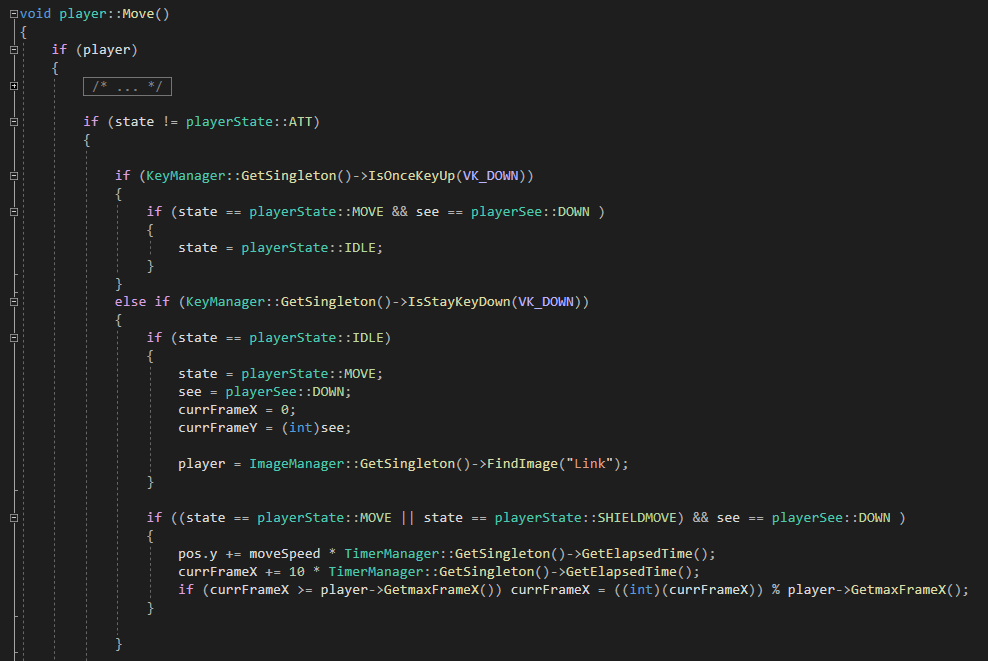 void player::Move()
{
if (player)
{
/* ... */
if (state != playerState::ATT)
{
if (KeyManager::GetSingleton()->IsOnceKeyUp(VK_DOWN))
{
if (state == playerState::MOVE && see == playerSee::DOWN )
{
state = playerState::IDLE;
}
}
else if (KeyManager::GetSingleton()->IsStayKeyDown(VK_DOWN))
{
if (state == playerState::IDLE)
{
state = playerState::MOVE;
see = playerSee::DOWN;
currFrameX = 0;
currFrameY = (int)see;
player = ImageManager::GetSingleton()->FindImage("Link");
}
if ((state == playerState::MOVE || state == playerState::SHIELDMOVE) && see == playerSee::DOWN )
{
pos.y += moveSpeed * TimerManager::GetSingleton()->GetElapsedTime();
currFrameX += 10 * TimerManager::GetSingleton()->GetElapsedTime();
if (currFrameX >= player->GetmaxFrameX()) currFrameX = ((int)(currFrameX)) % player->GetmaxFrameX();
}
}